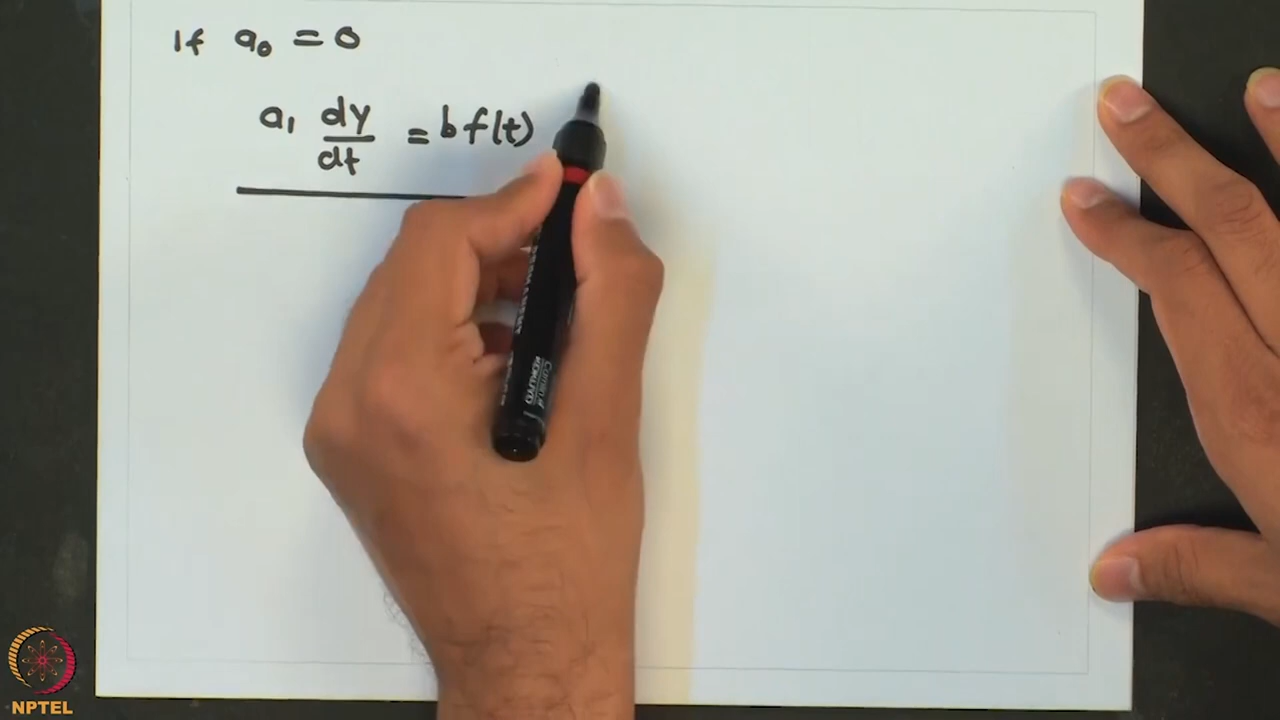 If a₀ = 0
a₁ dy/dt = b f(t)
NPTEL